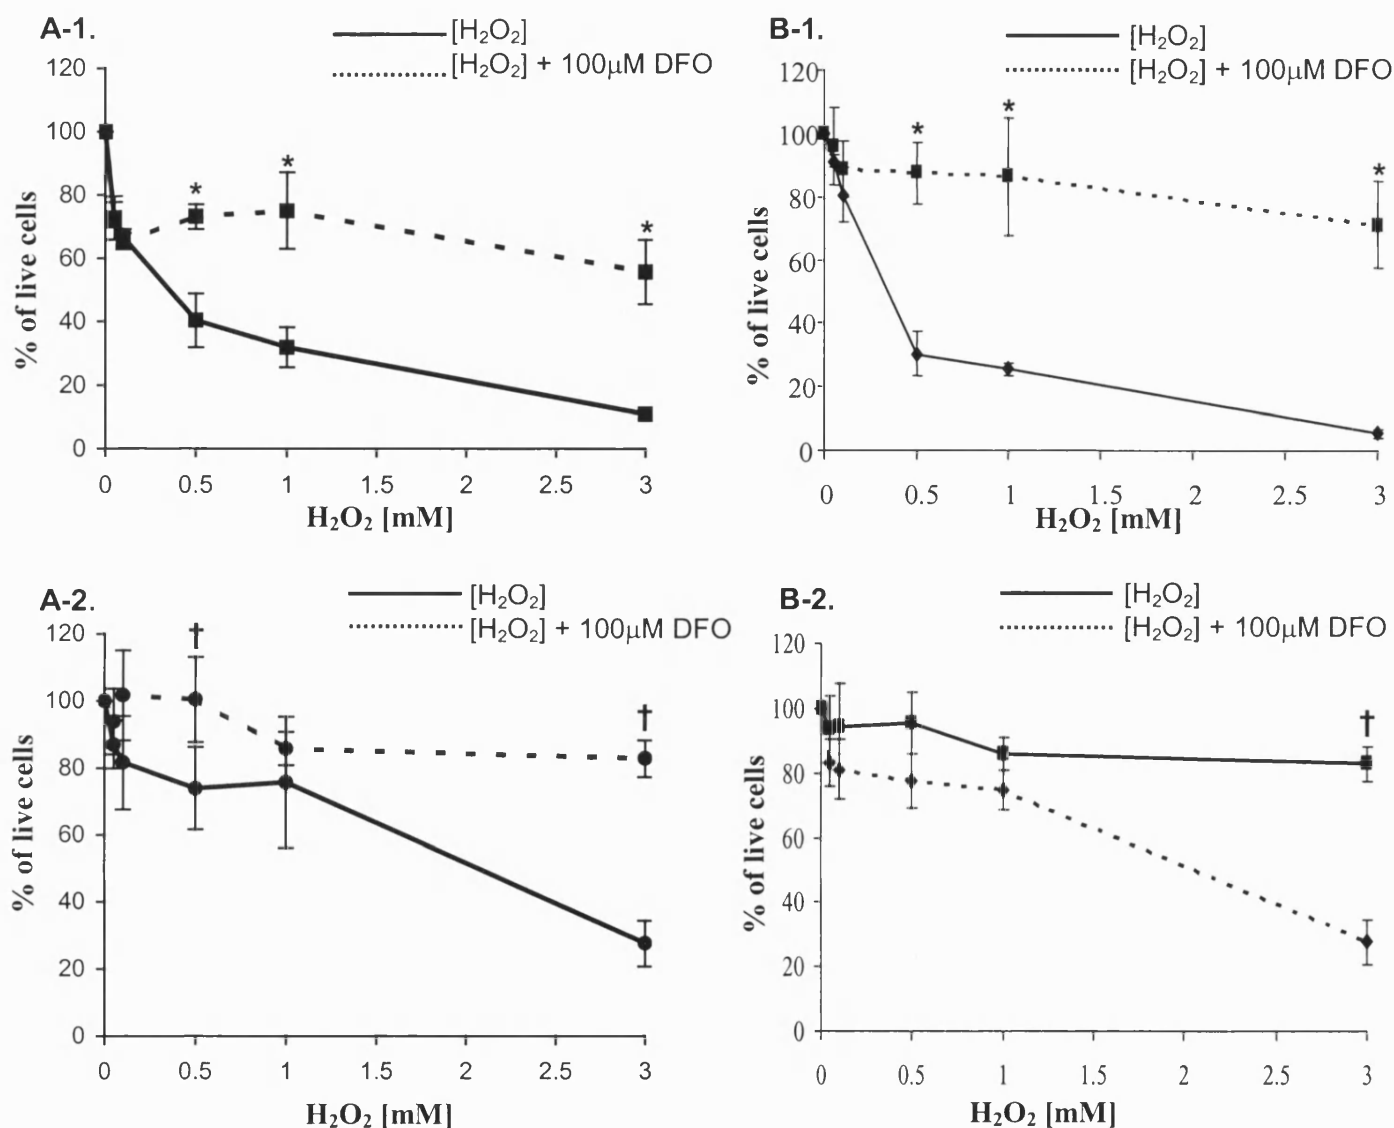 A-1.
[H₂O₂]
[H₂O₂] + 100µM DFO
120
100
80
60
40
20
0
% of live cells
* * *
0 0.5 1 1.5 2 2.5 3
H₂O₂ [mM]
B-1.
[H₂O₂]
[H₂O₂] + 100µM DFO
120
100
80
60
40
20
0
% of live cells
* * *
0 0.5 1 1.5 2 2.5 3
H₂O₂ [mM]
A-2.
[H₂O₂]
[H₂O₂] + 100µM DFO
120
100
80
60
40
20
0
% of live cells
† †
0 0.5 1 1.5 2 2.5 3
H₂O₂ [mM]
B-2.
[H₂O₂]
[H₂O₂] + 100µM DFO
120
100
80
60
40
20
0
% of live cells
†
0 0.5 1 1.5 2 2.5 3
H₂O₂ [mM]